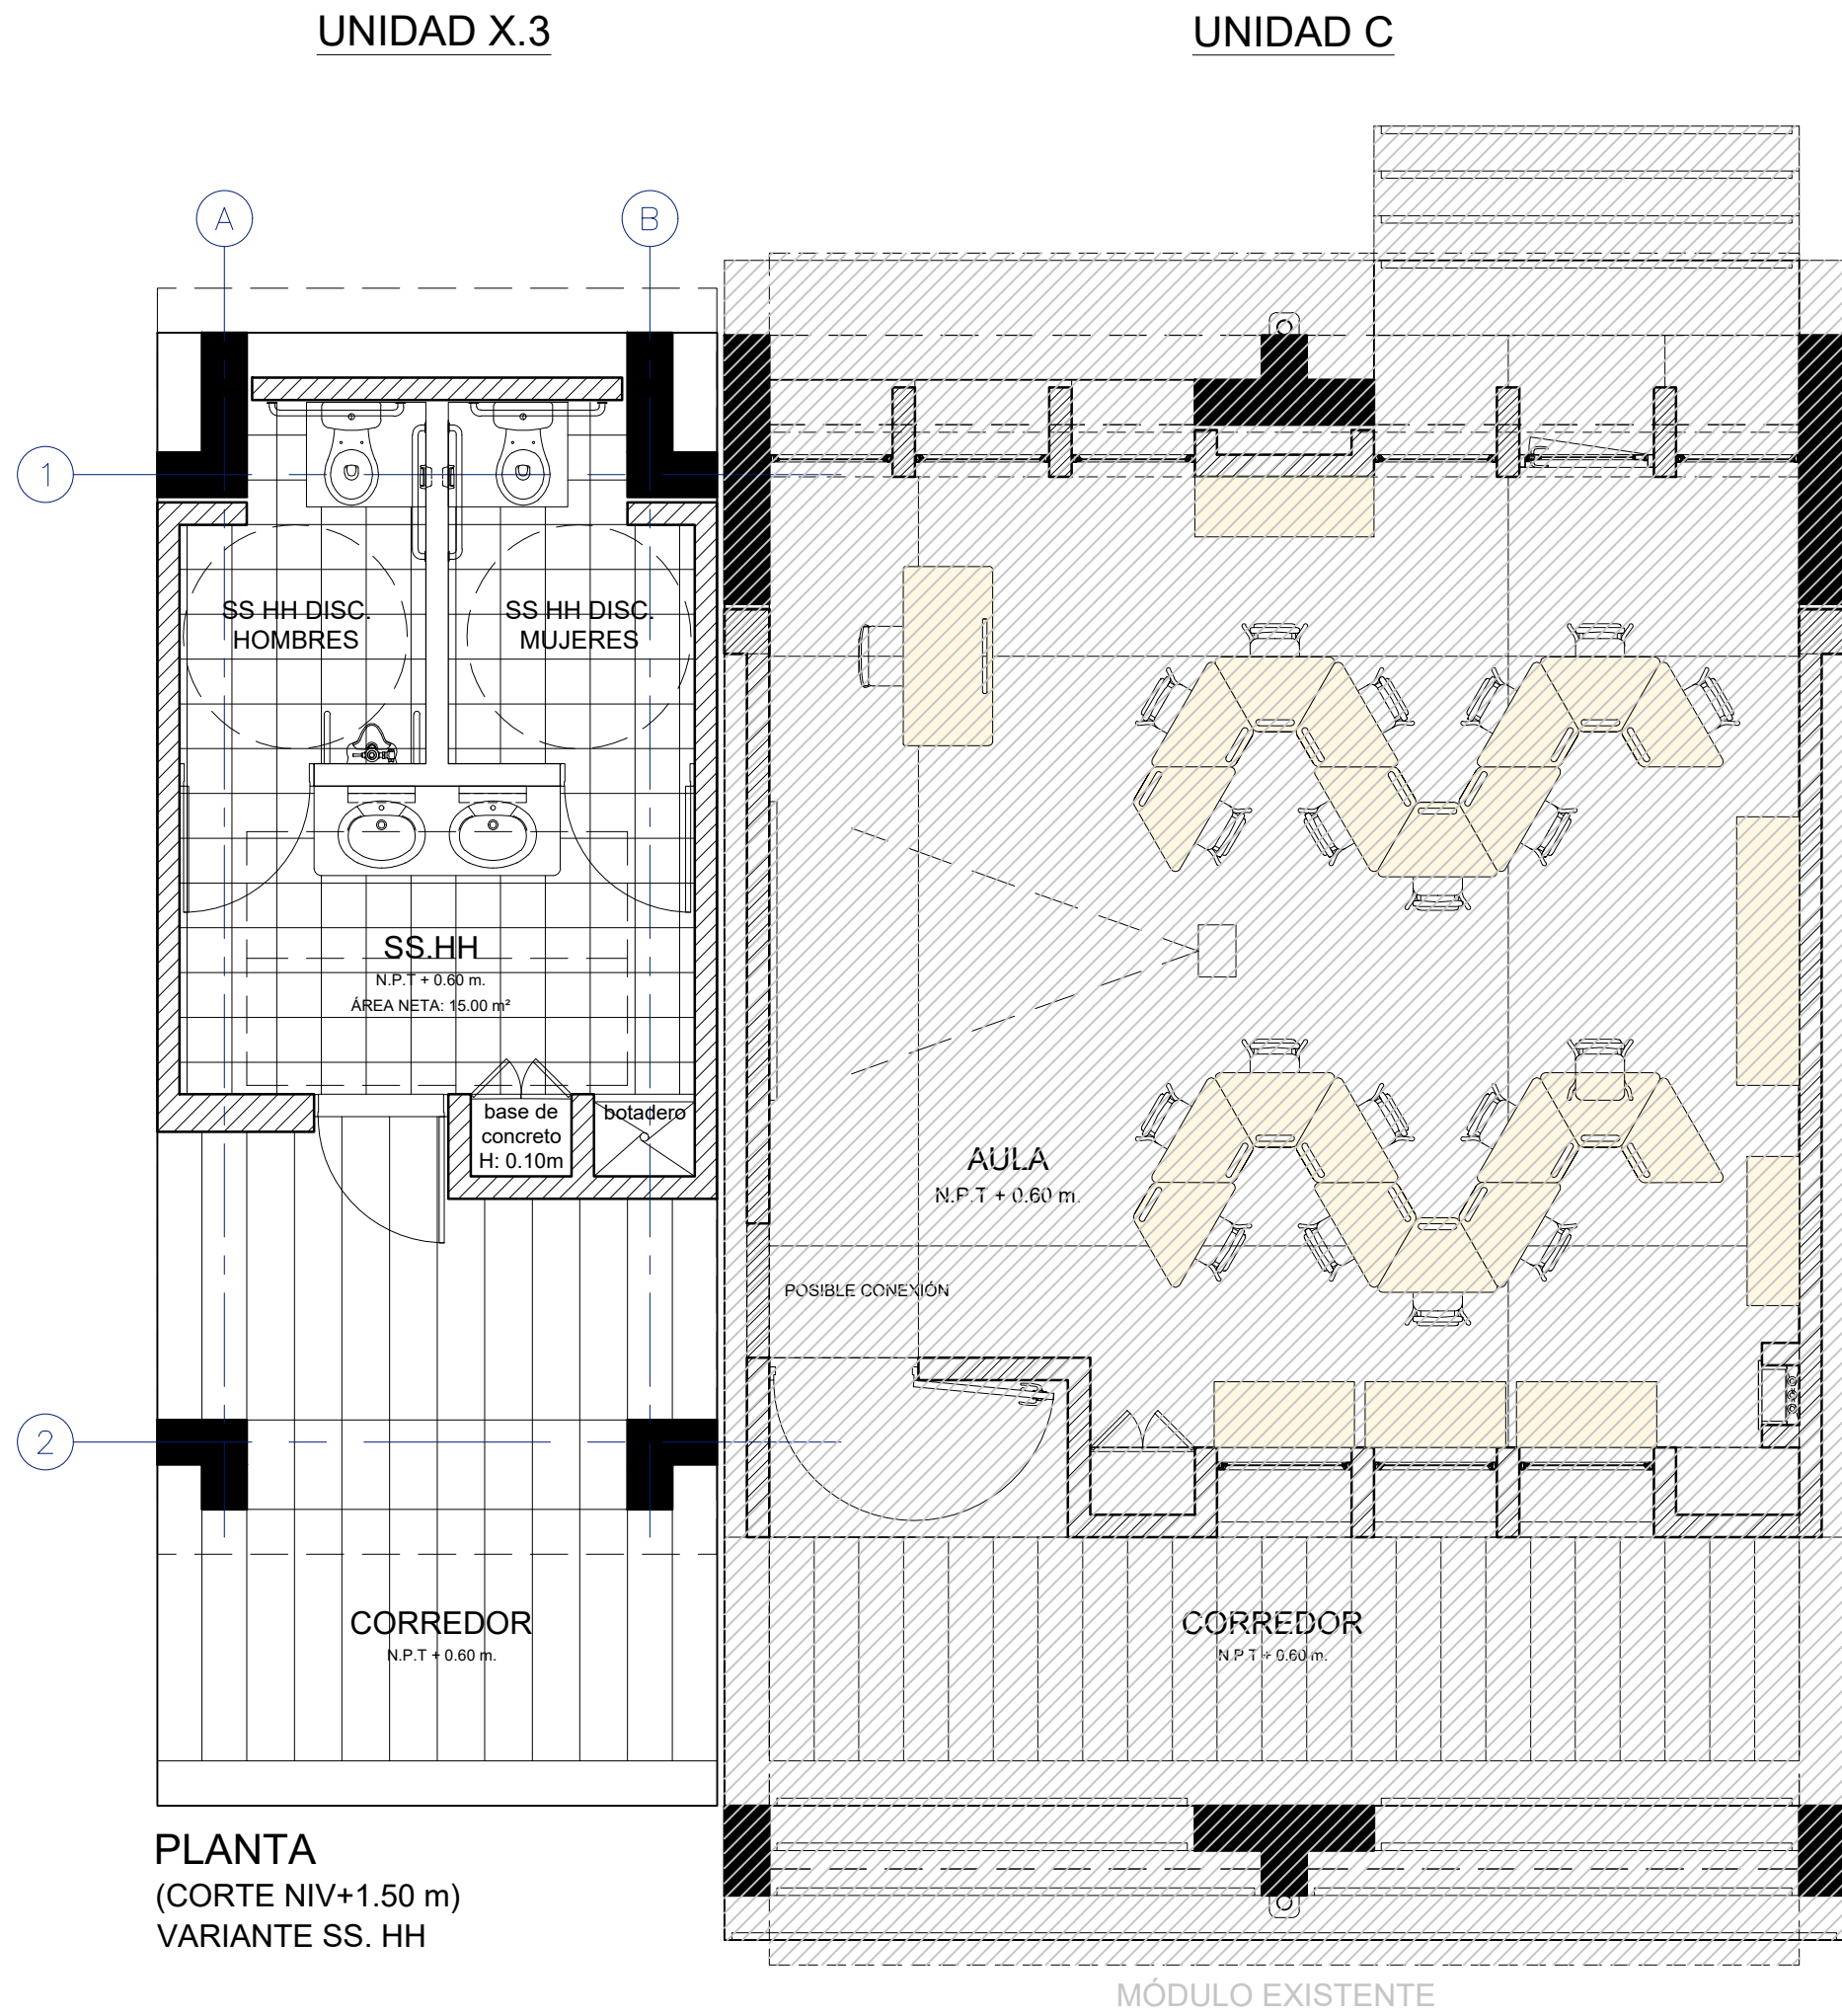 UNIDAD X.3
UNIDAD C
A
B
1
SS HH DISC.
HOMBRES
SS HH DISC.
MUJERES
SS.HH
N.P.T + 0.60 m.
ÁREA NETA: 15.00 m²
base de
concreto
H: 0.10m
botadero
AULA
N.P.T + 0.60 m.
POSIBLE CONEXIÓN
2
CORREDOR
N.P.T + 0.60 m.
CORREDOR
N.P.T + 0.60 m.
PLANTA
(CORTE NIV+1.50 m)
VARIANTE SS. HH
MÓDULO EXISTENTE